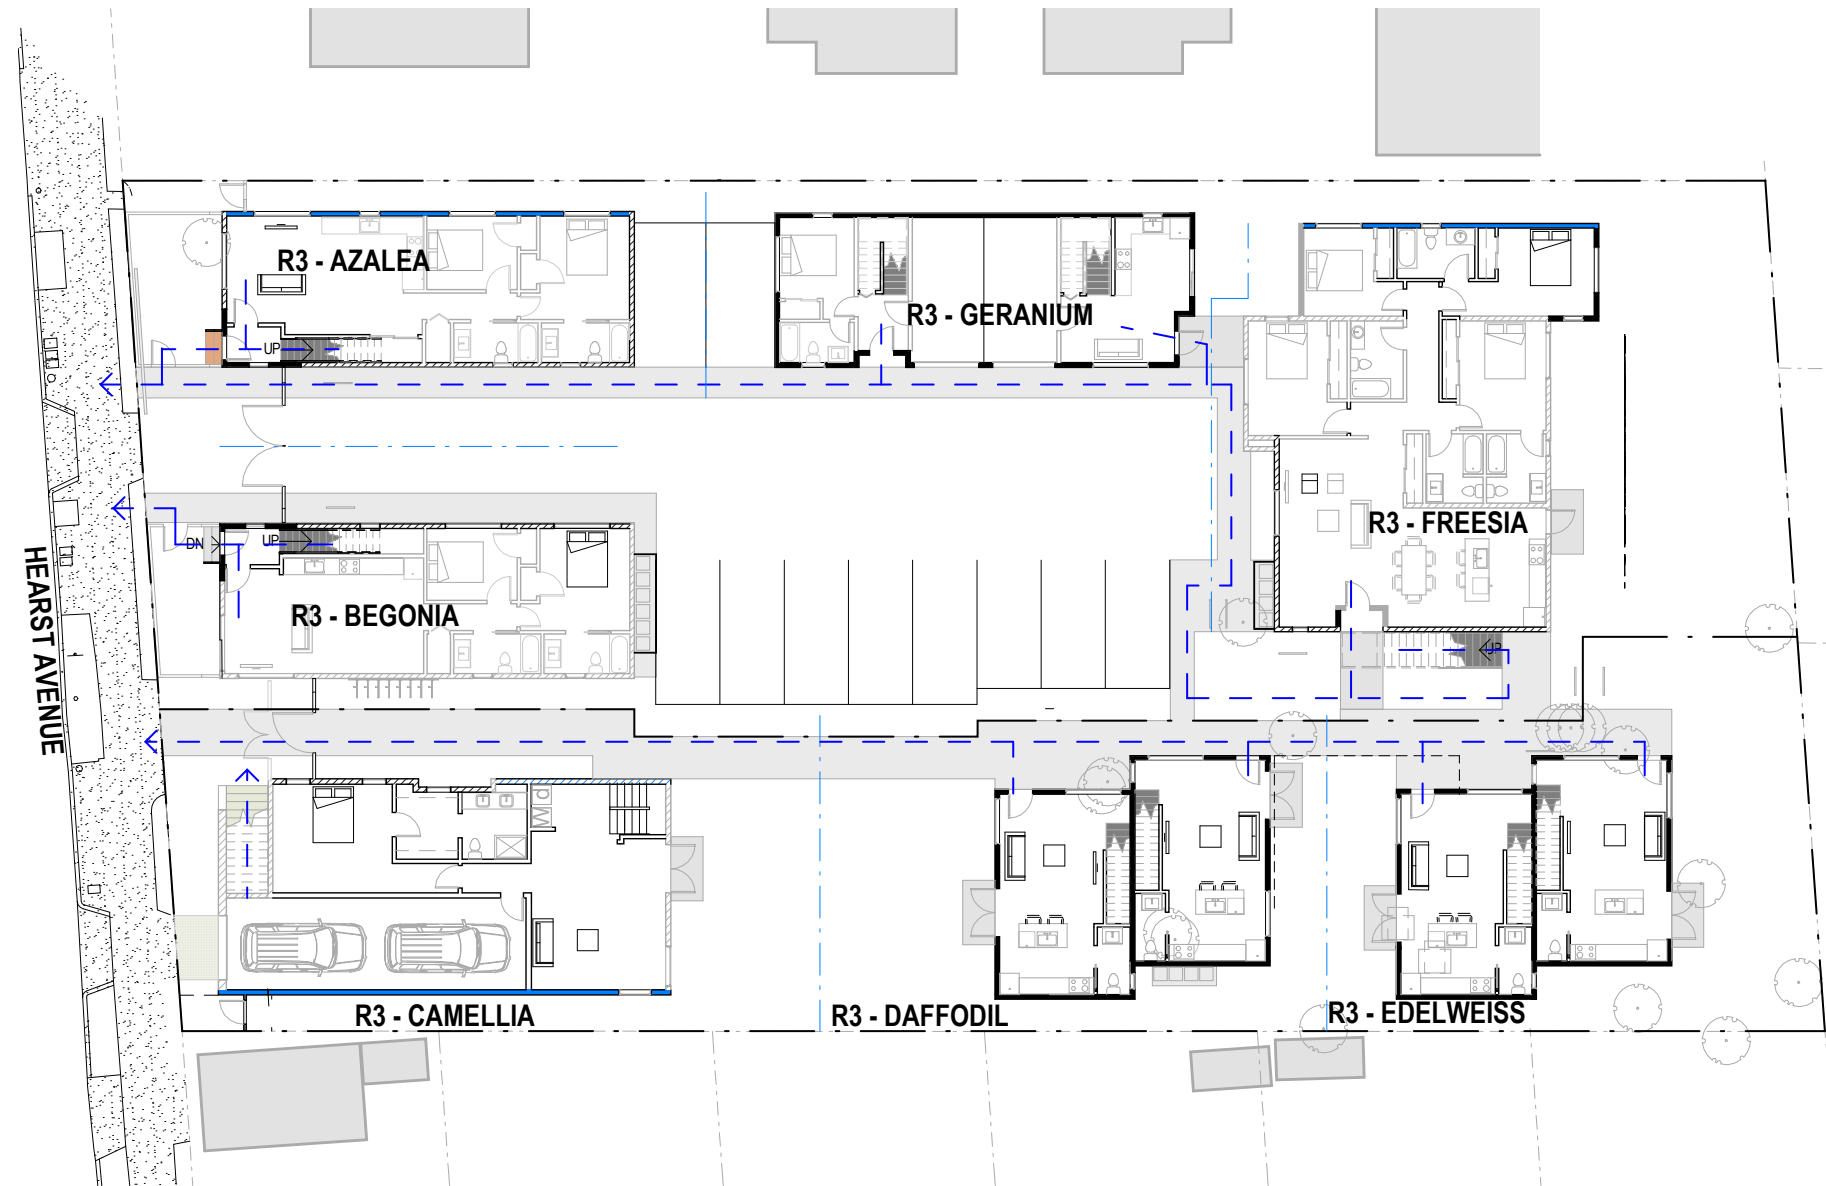 R3 - AZALEA
UP
R3 - GERANIUM
R3 - FREESIA
DN
UP
R3 - BEGONIA
UP
HEARST AVENUE
R3 - CAMELLIA
R3 - DAFFODIL
R3 - EDELWEISS